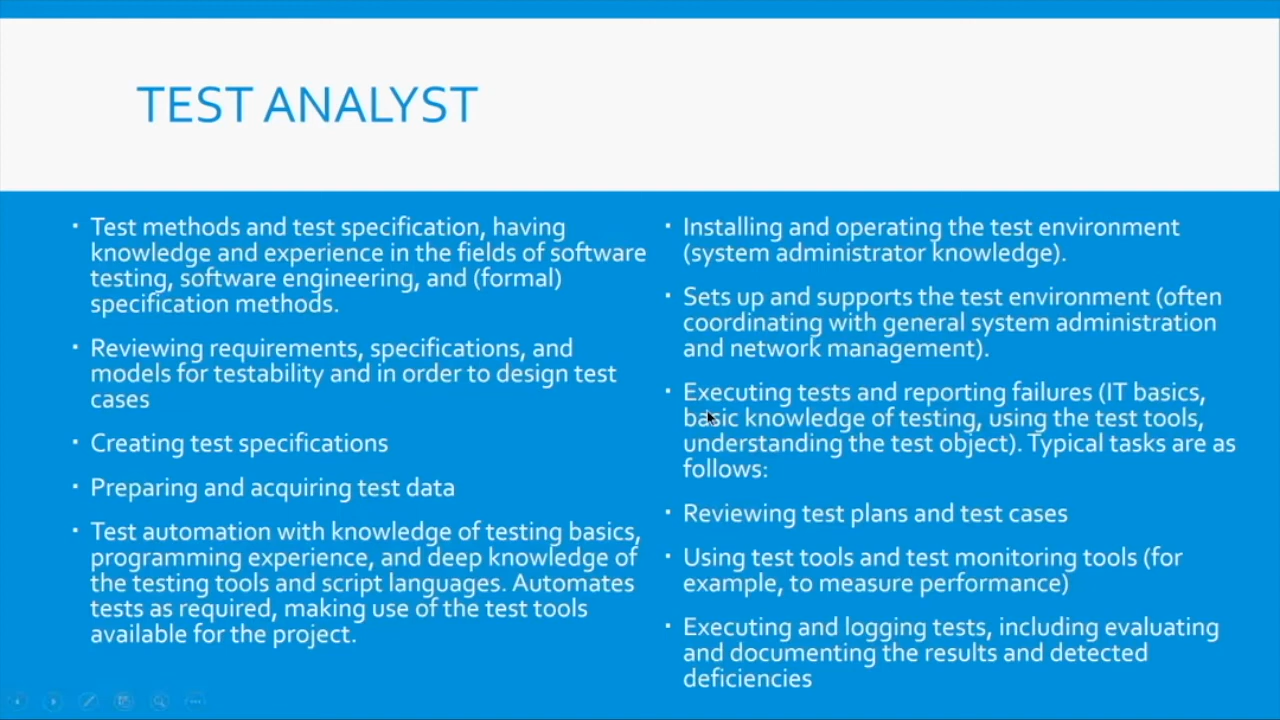 TEST ANALYST
· Test methods and test specification, having
knowledge and experience in the fields of software
testing, software engineering, and (formal)
specification methods.
· Reviewing requirements, specifications, and
models for testability and in order to design test
cases
· Creating test specifications
· Preparing and acquiring test data
· Test automation with knowledge of testing basics,
programming experience, and deep knowledge of
the testing tools and script languages. Automates
tests as required, making use of the test tools
available for the project.
· Installing and operating the test environment
(system administrator knowledge).
· Sets up and supports the test environment (often
coordinating with general system administration
and network management).
· Executing tests and reporting failures (IT basics,
basic knowledge of testing, using the test tools,
understanding the test object). Typical tasks are as
follows:
· Reviewing test plans and test cases
· Using test tools and test monitoring tools (for
example, to measure performance)
· Executing and logging tests, including evaluating
and documenting the results and detected
deficiencies